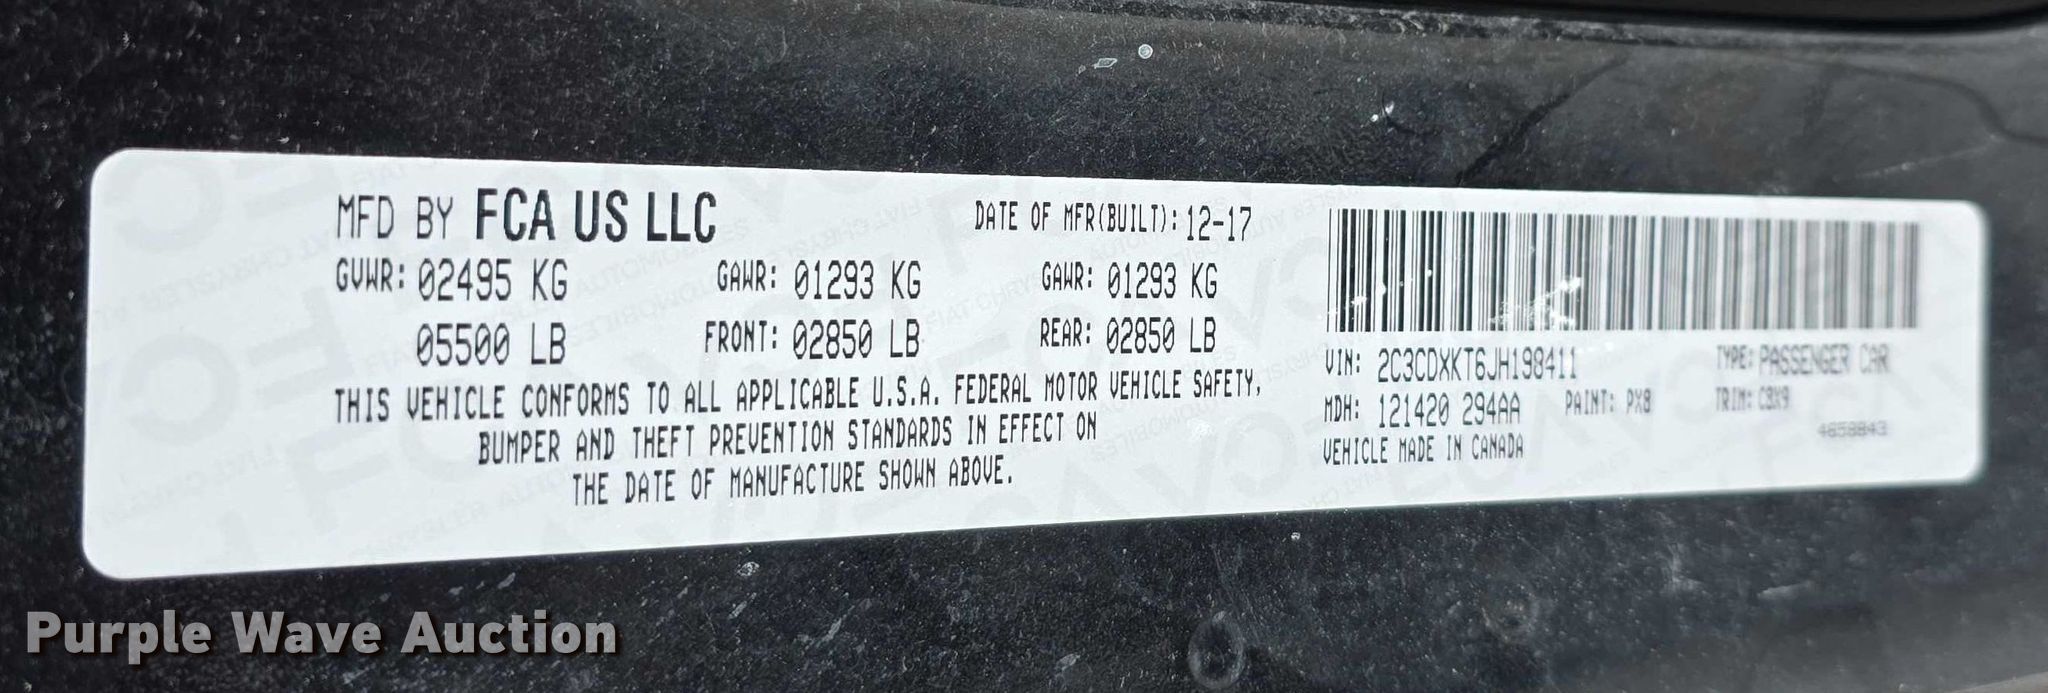 MFD BY FCA US LLC DATE OF MFR(BUILT): 12-17
GVWR: 02495 KG GAWR: 01293 KG GAWR: 01293 KG
05500 LB FRONT: 02850 LB REAR: 02850 LB
THIS VEHICLE CONFORMS TO ALL APPLICABLE U.S.A. FEDERAL MOTOR VEHICLE SAFETY,
BUMPER AND THEFT PREVENTION STANDARDS IN EFFECT ON
THE DATE OF MANUFACTURE SHOWN ABOVE.
VIN: 2C3CDXKT6JH198411 TYPE: PASSENGER CAR
MDH: 121420 294AA PAINT: PX8 TRIM: C8X9
VEHICLE MADE IN CANADA 4658843
Purple Wave Auction